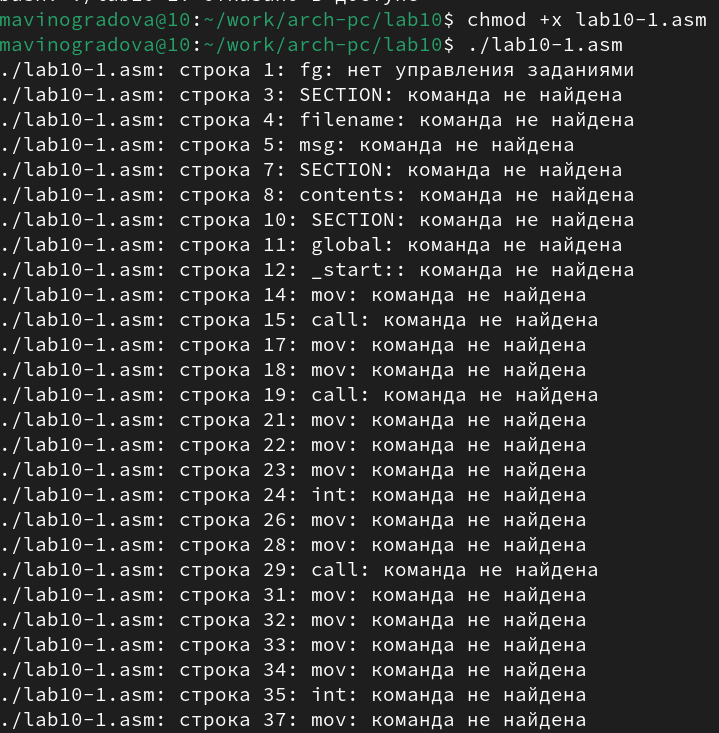 mavinogradova@10:~/work/arch-pc/lab10$ chmod +x lab10-1.asm
mavinogradova@10:~/work/arch-pc/lab10$ ./lab10-1.asm
./lab10-1.asm: строка 1: fg: нет управления заданиями
./lab10-1.asm: строка 3: SECTION: команда не найдена
./lab10-1.asm: строка 4: filename: команда не найдена
./lab10-1.asm: строка 5: msg: команда не найдена
./lab10-1.asm: строка 7: SECTION: команда не найдена
./lab10-1.asm: строка 8: contents: команда не найдена
./lab10-1.asm: строка 10: SECTION: команда не найдена
./lab10-1.asm: строка 11: global: команда не найдена
./lab10-1.asm: строка 12: _start:: команда не найдена
./lab10-1.asm: строка 14: mov: команда не найдена
./lab10-1.asm: строка 15: call: команда не найдена
./lab10-1.asm: строка 17: mov: команда не найдена
./lab10-1.asm: строка 18: mov: команда не найдена
./lab10-1.asm: строка 19: call: команда не найдена
./lab10-1.asm: строка 21: mov: команда не найдена
./lab10-1.asm: строка 22: mov: команда не найдена
./lab10-1.asm: строка 23: mov: команда не найдена
./lab10-1.asm: строка 24: int: команда не найдена
./lab10-1.asm: строка 26: mov: команда не найдена
./lab10-1.asm: строка 28: mov: команда не найдена
./lab10-1.asm: строка 29: call: команда не найдена
./lab10-1.asm: строка 31: mov: команда не найдена
./lab10-1.asm: строка 32: mov: команда не найдена
./lab10-1.asm: строка 33: mov: команда не найдена
./lab10-1.asm: строка 34: mov: команда не найдена
./lab10-1.asm: строка 35: int: команда не найдена
./lab10-1.asm: строка 37: mov: команда не найдена